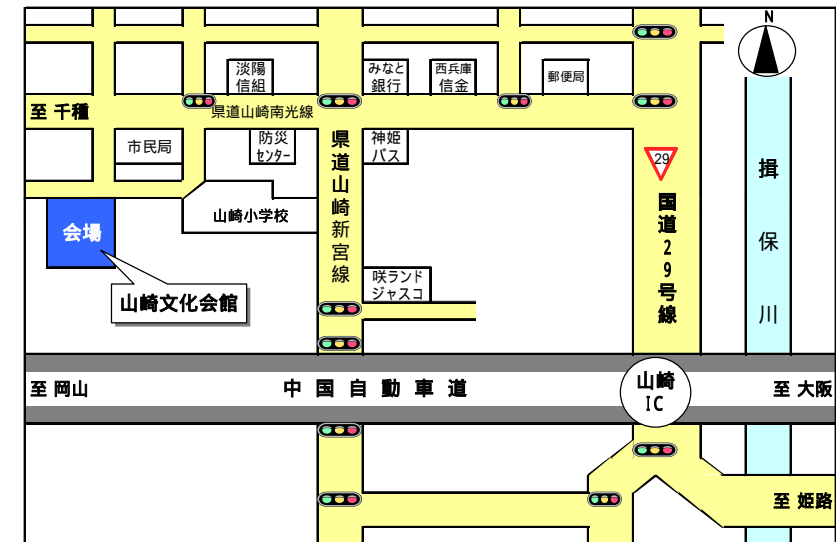 N
淡陽
信組
みなと
銀行
西兵庫
信金
郵便局
至 千種
県道山崎南光線
市民局
防災
センター
県道山崎新宮線
神姫
バス
29
国道29号線
揖保川
会場
山崎小学校
山崎文化会館
咲ランド
ジャスコ
至 岡山
中国自動車道
山崎
IC
至 大阪
至 姫路